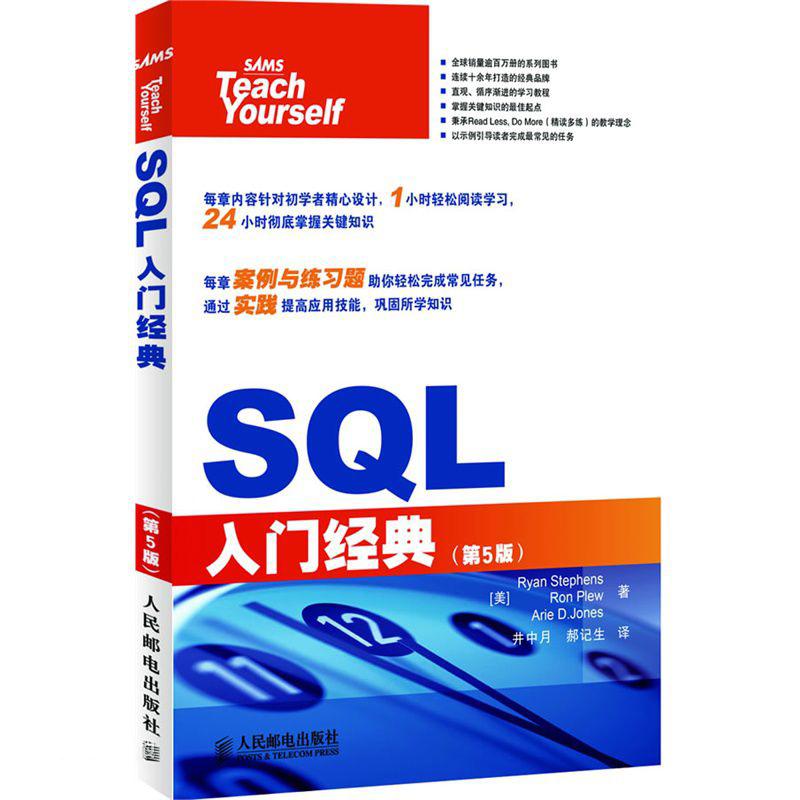 SAMS
Teach
Yourself
SQL 入门经典
(第5版)
人民邮电出版社
SAMS
Teach
Yourself
全球销量逾百万册的系列图书
连续十余年打造的经典品牌
直观、循序渐进的学习教程
掌握关键知识的最佳起点
秉承Read Less, Do More（精读多练）的教学理念
以示例引导读者完成最常见的任务
每章内容针对初学者精心设计，1小时轻松阅读学习，
24小时彻底掌握关键知识
每章案例与练习题助你轻松完成常见任务，
通过实践提高应用技能，巩固所学知识
SQL
入门经典（第5版）
Ryan Stephens
[美] Ron Plew 著
Arie D.Jones
井中月 郝记生 译
11
12
1
人民邮电出版社
POSTS & TELECOM PRESS